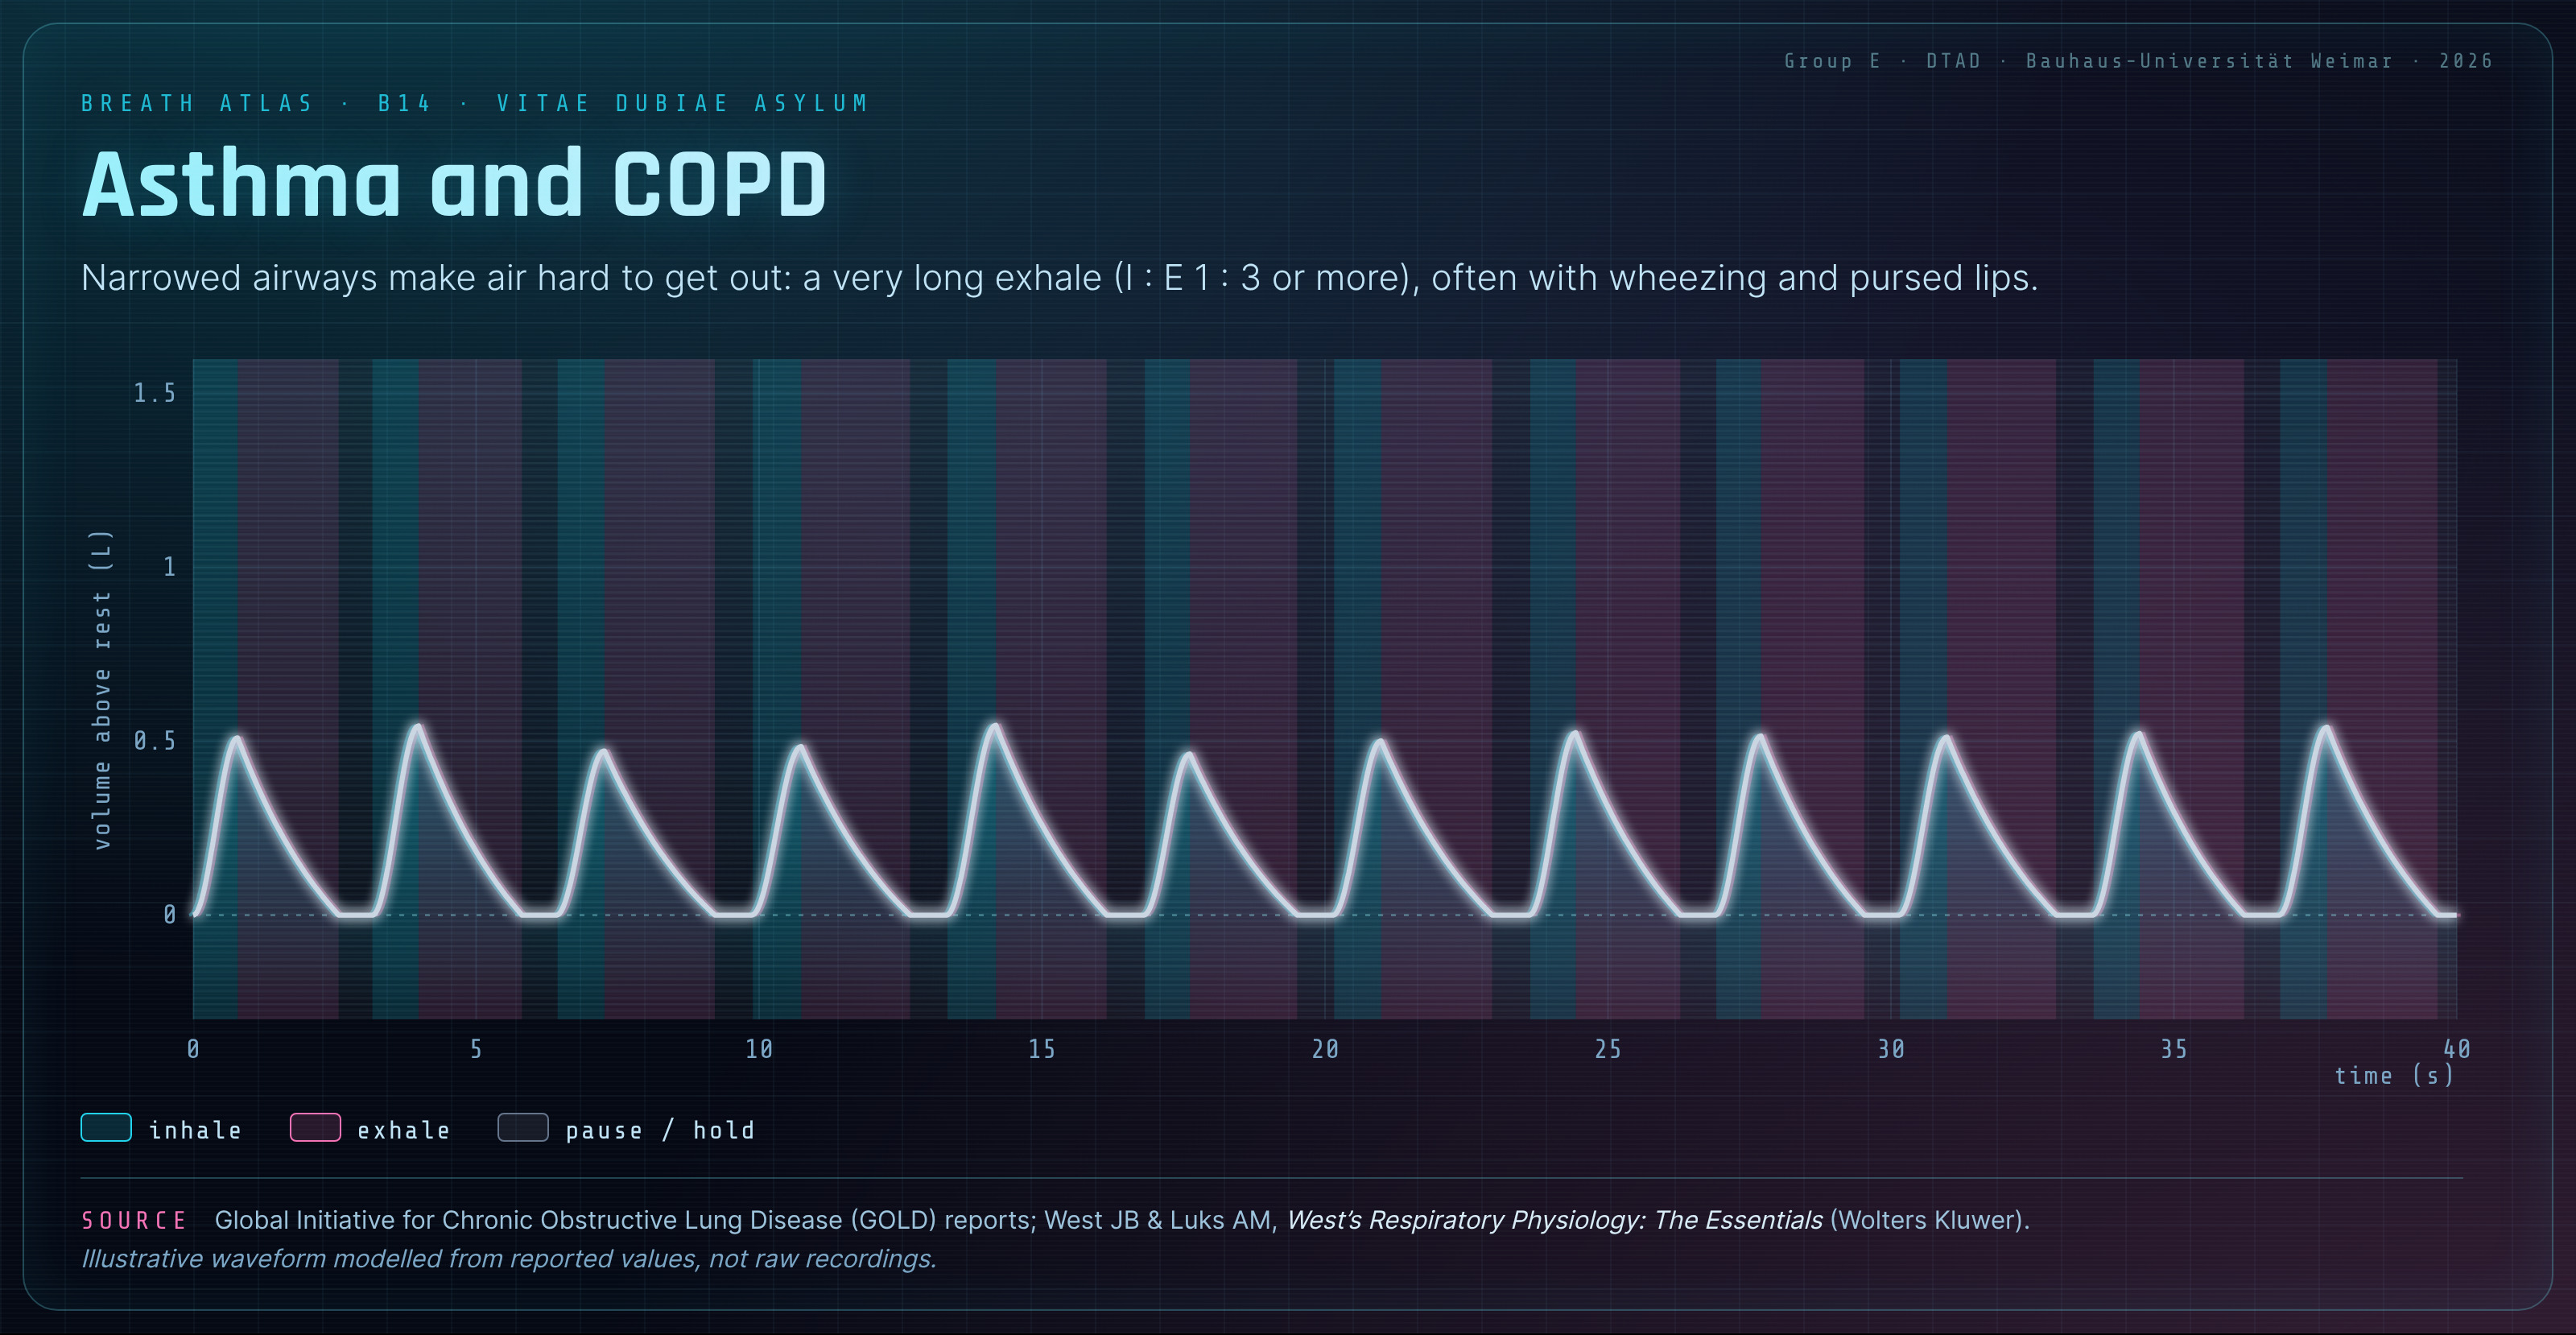 Group E · DTAD · Bauhaus-Universität Weimar · 2026
BREATH ATLAS · B14 · VITAE DUBIAE ASYLUM
Asthma and COPD
Narrowed airways make air hard to get out: a very long exhale (I : E 1 : 3 or more), often with wheezing and pursed lips.
volume above rest (L)
1.5
1
0.5
0
0 5 10 15 20 25 30 35 40
time (s)
inhale exhale pause / hold
SOURCE Global Initiative for Chronic Obstructive Lung Disease (GOLD) reports; West JB & Luks AM, West’s Respiratory Physiology: The Essentials (Wolters Kluwer).
Illustrative waveform modelled from reported values, not raw recordings.